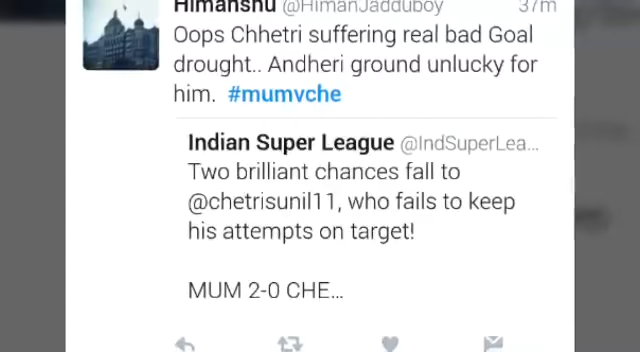 Himanshu @HimanJadduboy 37m
Oops Chhetri suffering real bad Goal
drought.. Andheri ground unlucky for
him. #mumvche
Indian Super League @IndSuperLea...
Two brilliant chances fall to
@chetrisunil11, who fails to keep
his attempts on target!
MUM 2-0 CHE...